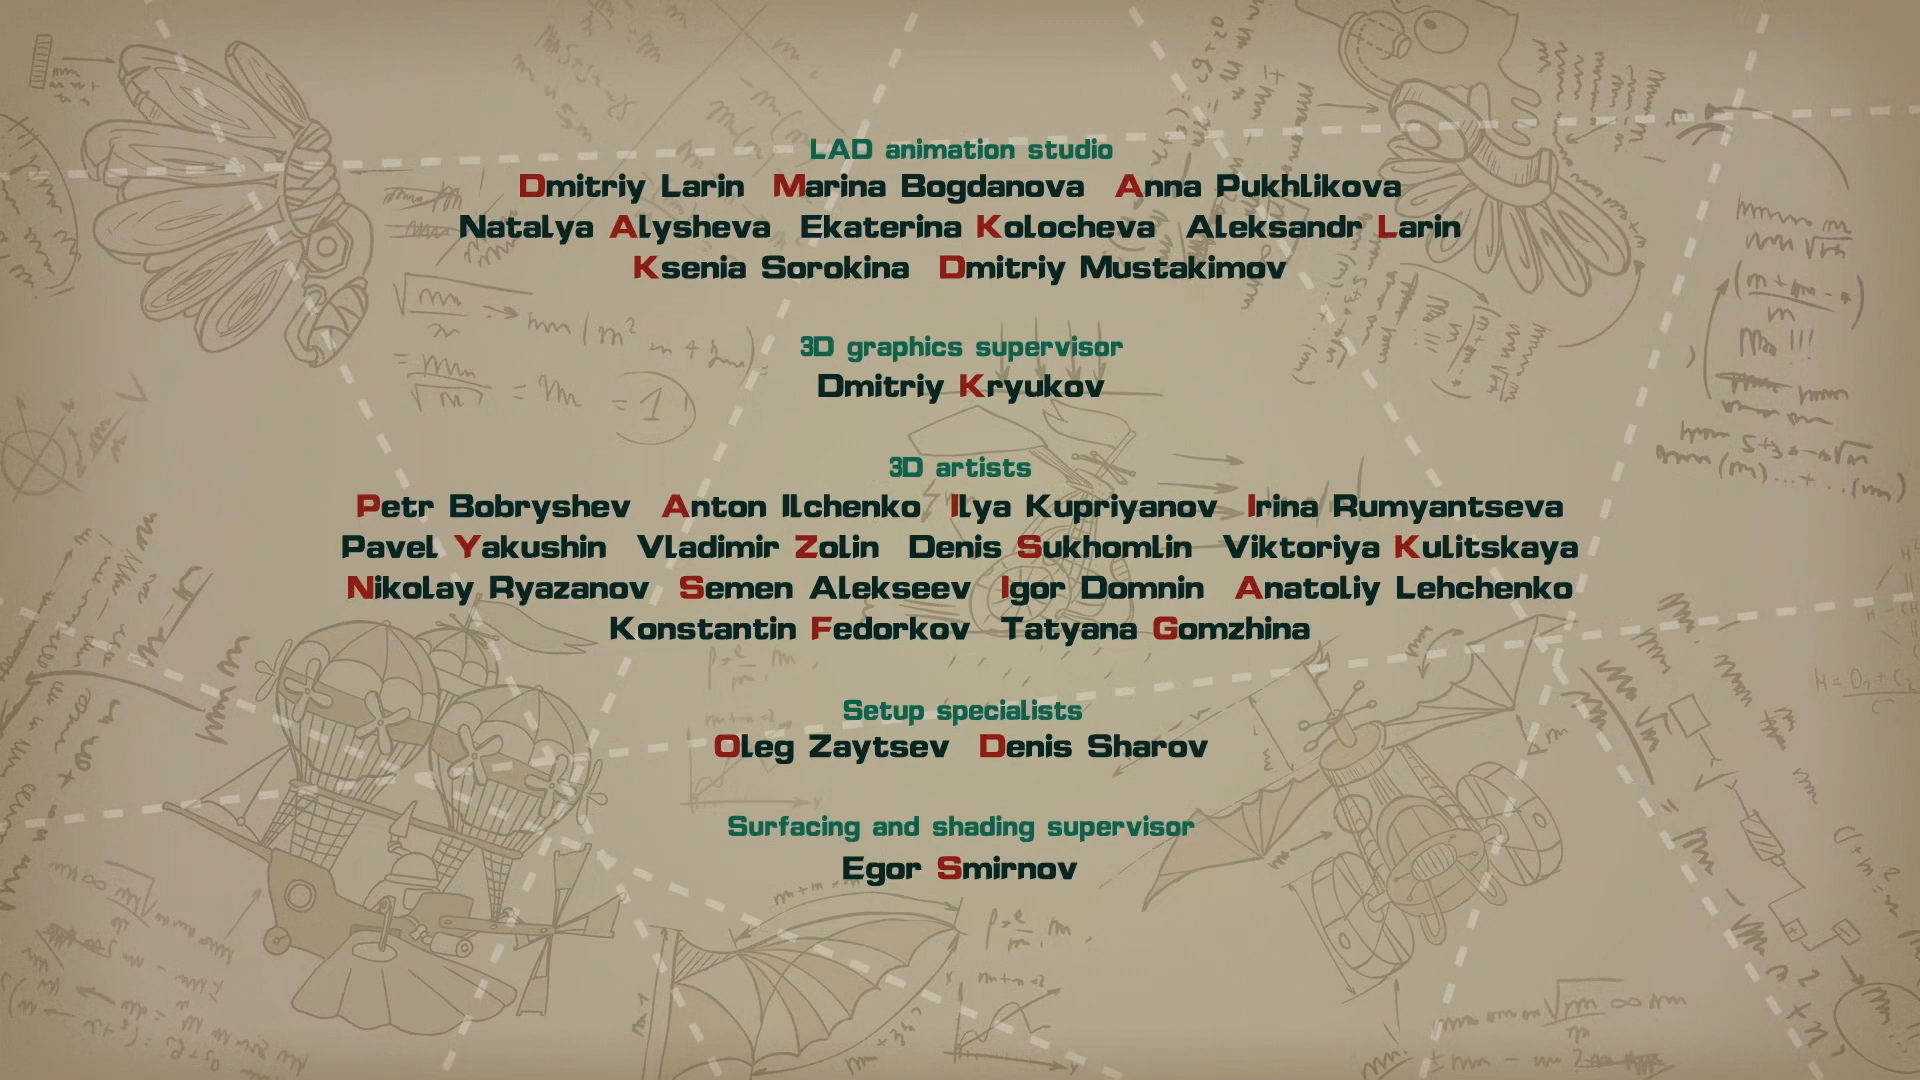 LAD animation studio
Dmitriy Larin Marina Bogdanova Anna Pukhlikova
Natalya Alysheva Ekaterina Kolocheva Aleksandr Larin
Ksenia Sorokina Dmitriy Mustakimov
3D graphics supervisor
Dmitriy Kryukov
3D artists
Petr Bobryshev Anton Ilchenko Ilya Kupriyanov Irina Rumyantseva
Pavel Yakushin Vladimir Zolin Denis Sukhomlin Viktoriya Kulitskaya
Nikolay Ryazanov Semen Alekseev Igor Domnin Anatoliy Lehchenko
Konstantin Fedorkov Tatyana Gomzhina
Setup specialists
Oleg Zaytsev Denis Sharov
Surfacing and shading supervisor
Egor Smirnov